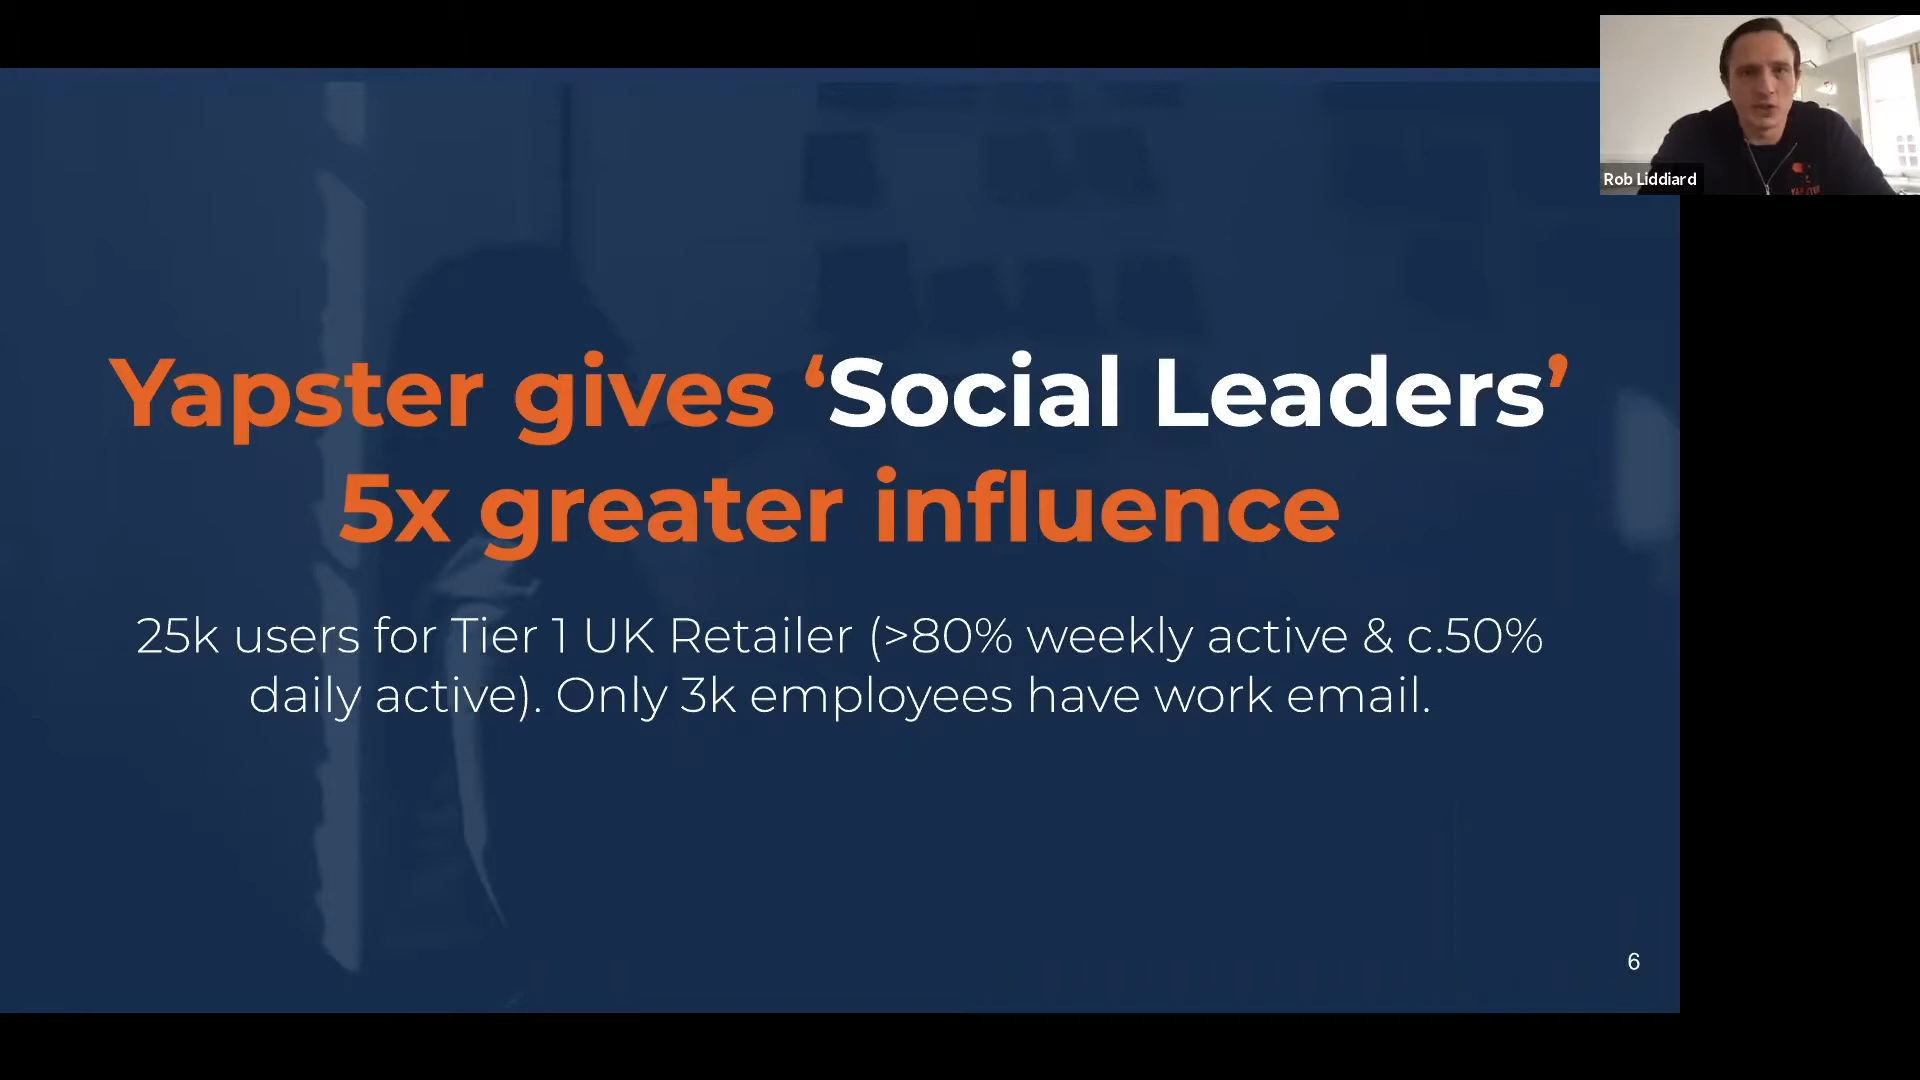 Yapster gives ‘Social Leaders’
5x greater influence
25k users for Tier 1 UK Retailer (>80% weekly active & c.50%
daily active). Only 3k employees have work email.
6
Rob Liddiard
YAPSTER